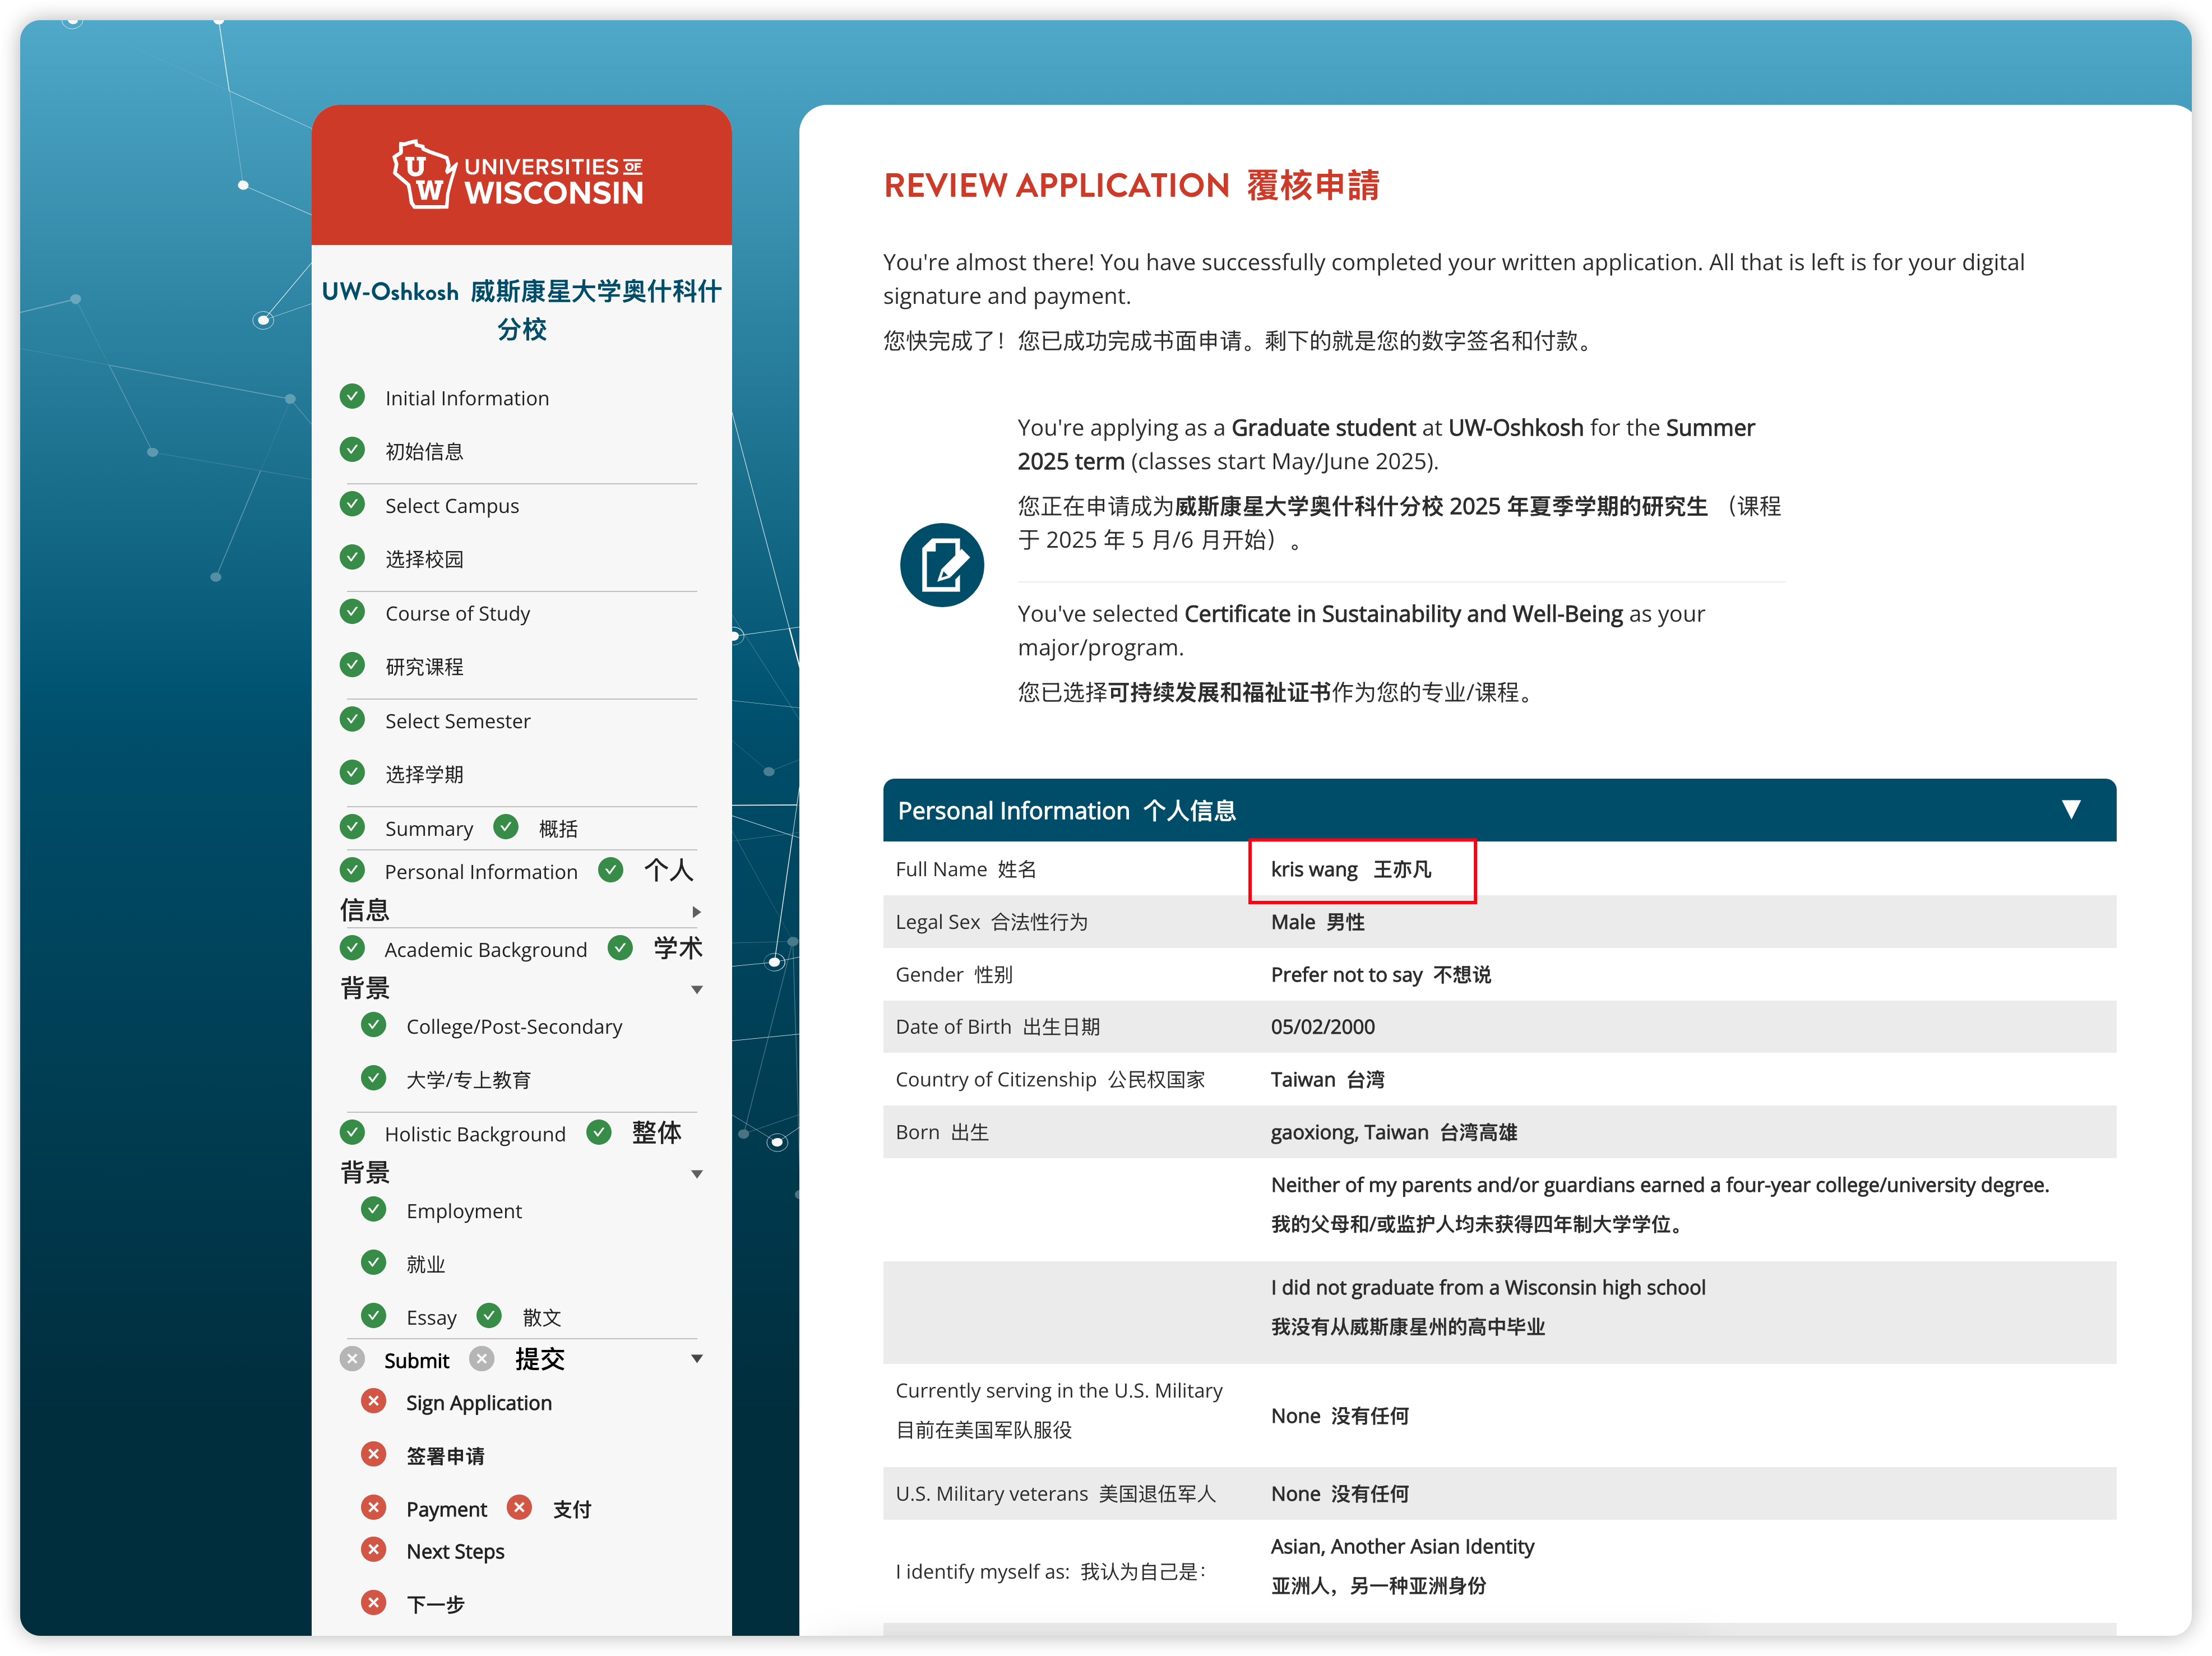 UNIVERSITIES OF
WISCONSIN
UW-Oshkosh 威斯康星大学奥什科什
分校
Initial Information
初始信息
Select Campus
选择校园
Course of Study
研究课程
Select Semester
选择学期
Summary 概括
Personal Information 个人
信息
Academic Background 学术
背景
College/Post-Secondary
大学/专上教育
Holistic Background 整体
背景
Employment
就业
Essay 散文
Submit 提交
Sign Application
签署申请
Payment 支付
Next Steps
下一步
REVIEW APPLICATION 覆核申請
You're almost there! You have successfully completed your written application. All that is left is for your digital
signature and payment.
您快完成了！您已成功完成书面申请。剩下的就是您的数字签名和付款。
You're applying as a Graduate student at UW-Oshkosh for the Summer
2025 term (classes start May/June 2025).
您正在申请成为威斯康星大学奥什科什分校 2025 年夏季学期的研究生 （课程
于 2025 年 5 月/6 月开始）。
You've selected Certificate in Sustainability and Well-Being as your
major/program.
您已选择可持续发展和福祉证书作为您的专业/课程。
Personal Information 个人信息
Full Name 姓名 kris wang 王亦凡
Legal Sex 合法性行为 Male 男性
Gender 性别 Prefer not to say 不想说
Date of Birth 出生日期 05/02/2000
Country of Citizenship 公民权国家 Taiwan 台湾
Born 出生 gaoxiong, Taiwan 台湾高雄
Neither of my parents and/or guardians earned a four-year college/university degree.
我的父母和/或监护人均未获得四年制大学学位。
I did not graduate from a Wisconsin high school
我没有从威斯康星州的高中毕业
Currently serving in the U.S. Military
目前在美国军队服役
None 没有任何
U.S. Military veterans 美国退伍军人 None 没有任何
I identify myself as: 我认为自己是：
Asian, Another Asian Identity
亚洲人，另一种亚洲身份